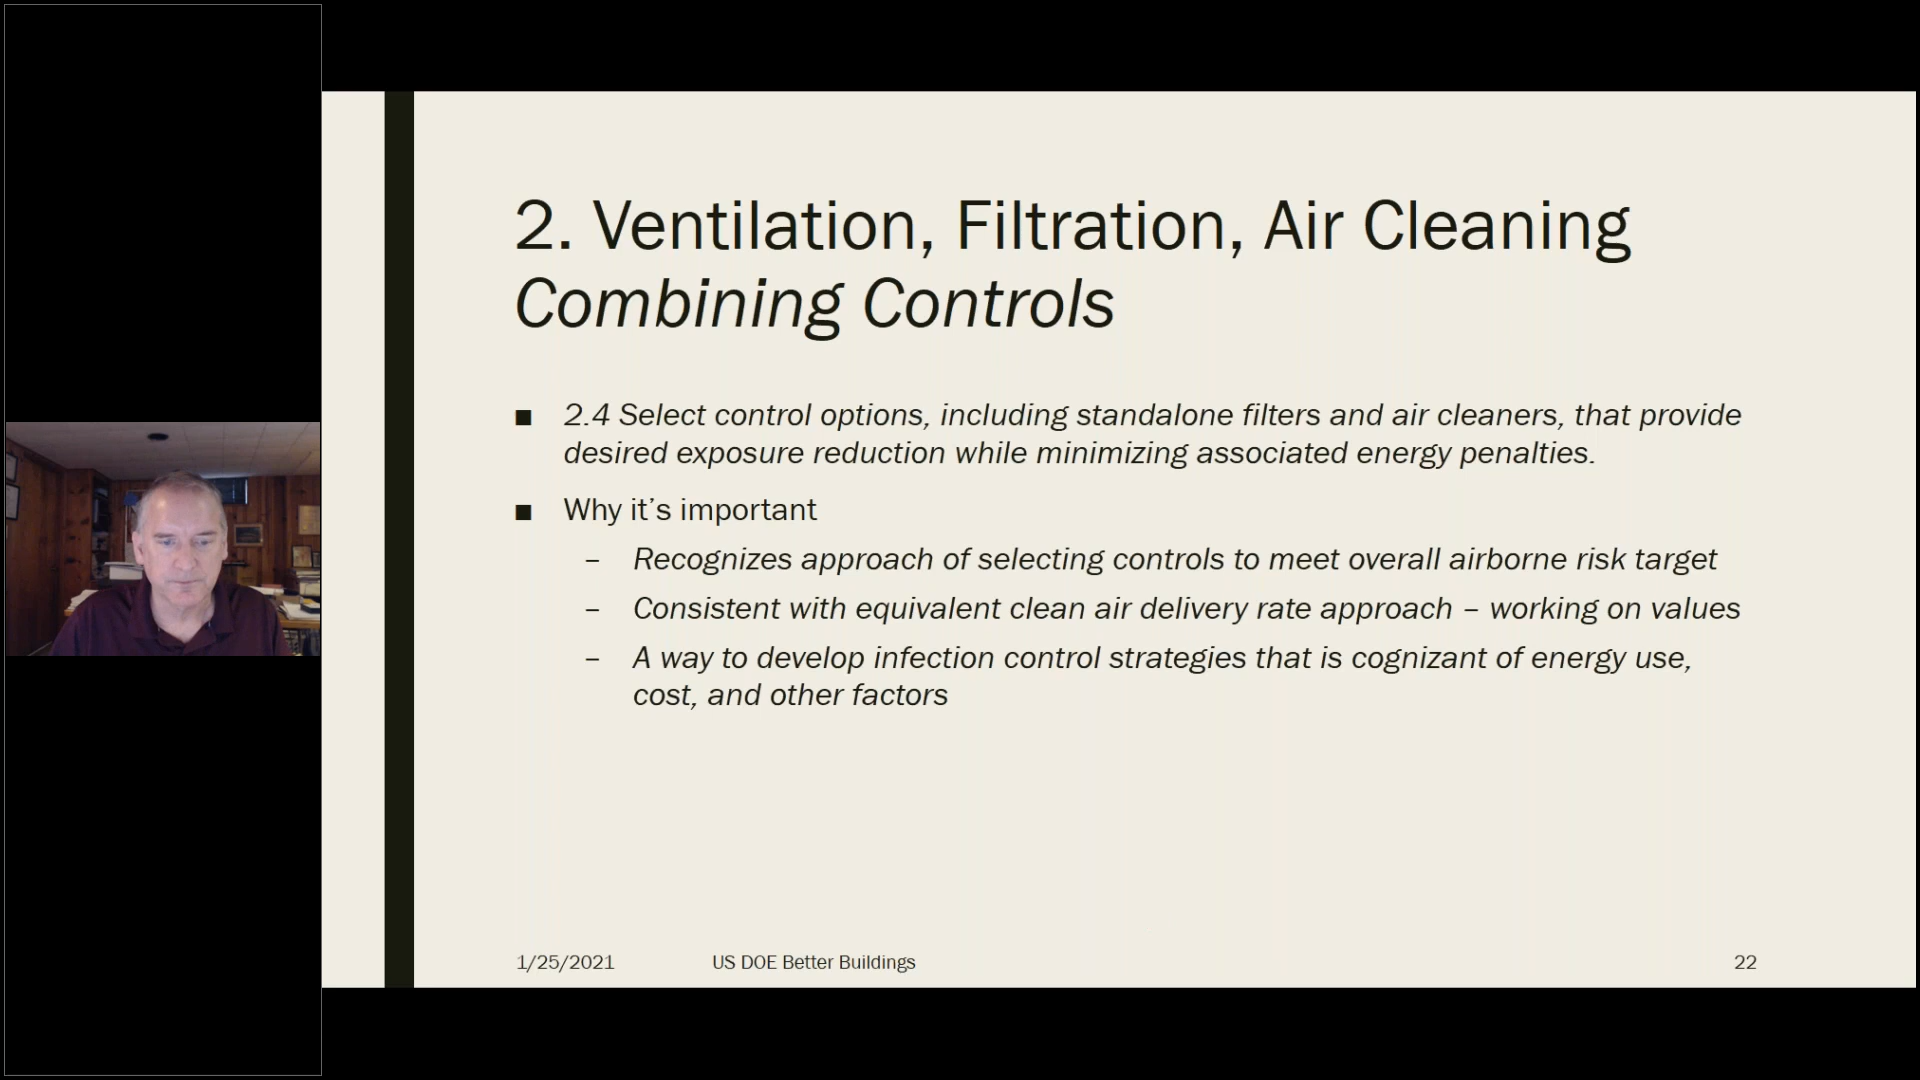 2. Ventilation, Filtration, Air Cleaning
Combining Controls
■ 2.4 Select control options, including standalone filters and air cleaners, that provide
desired exposure reduction while minimizing associated energy penalties.
■ Why it’s important
– Recognizes approach of selecting controls to meet overall airborne risk target
– Consistent with equivalent clean air delivery rate approach – working on values
– A way to develop infection control strategies that is cognizant of energy use,
cost, and other factors
1/25/2021 US DOE Better Buildings 22